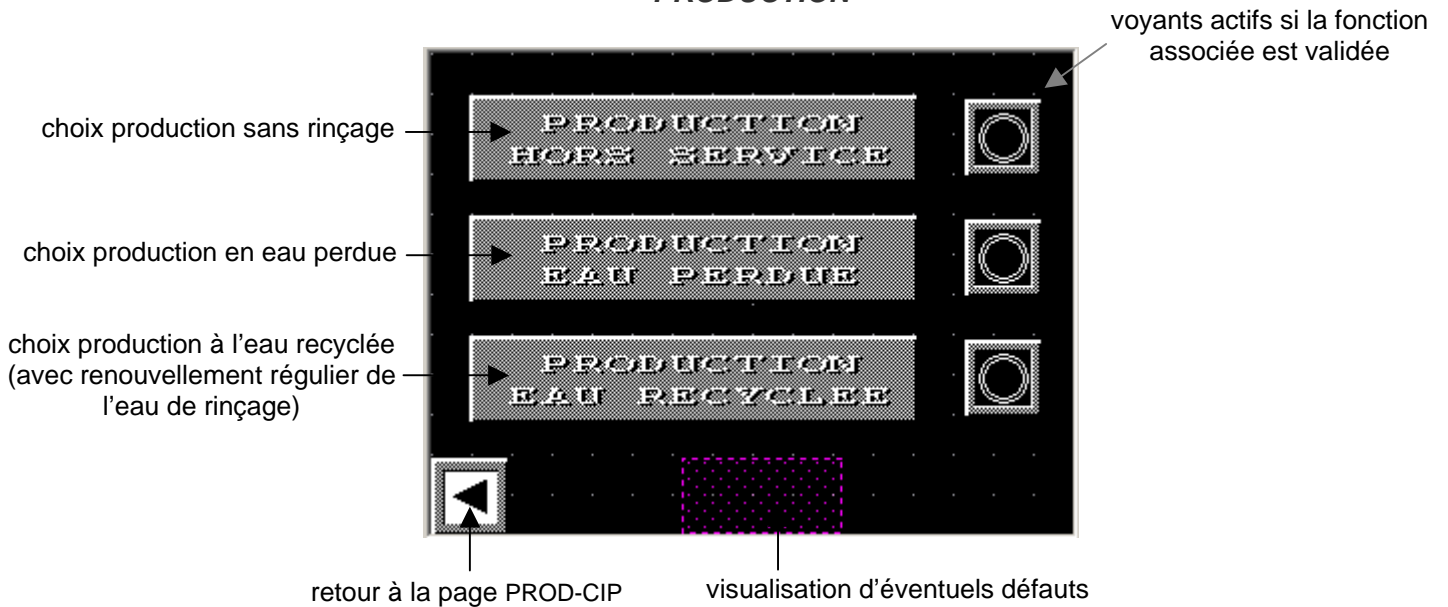 PRODUCTION
voyants actifs si la fonction
associée est validée
choix production sans rinçage
PRODUCTION
HORS SERVICE
choix production en eau perdue
PRODUCTION
EAU PERDUE
choix production à l’eau recyclée
(avec renouvellement régulier de
l’eau de rinçage)
PRODUCTION
EAU RECYCLEE
retour à la page PROD-CIP
visualisation d’éventuels défauts